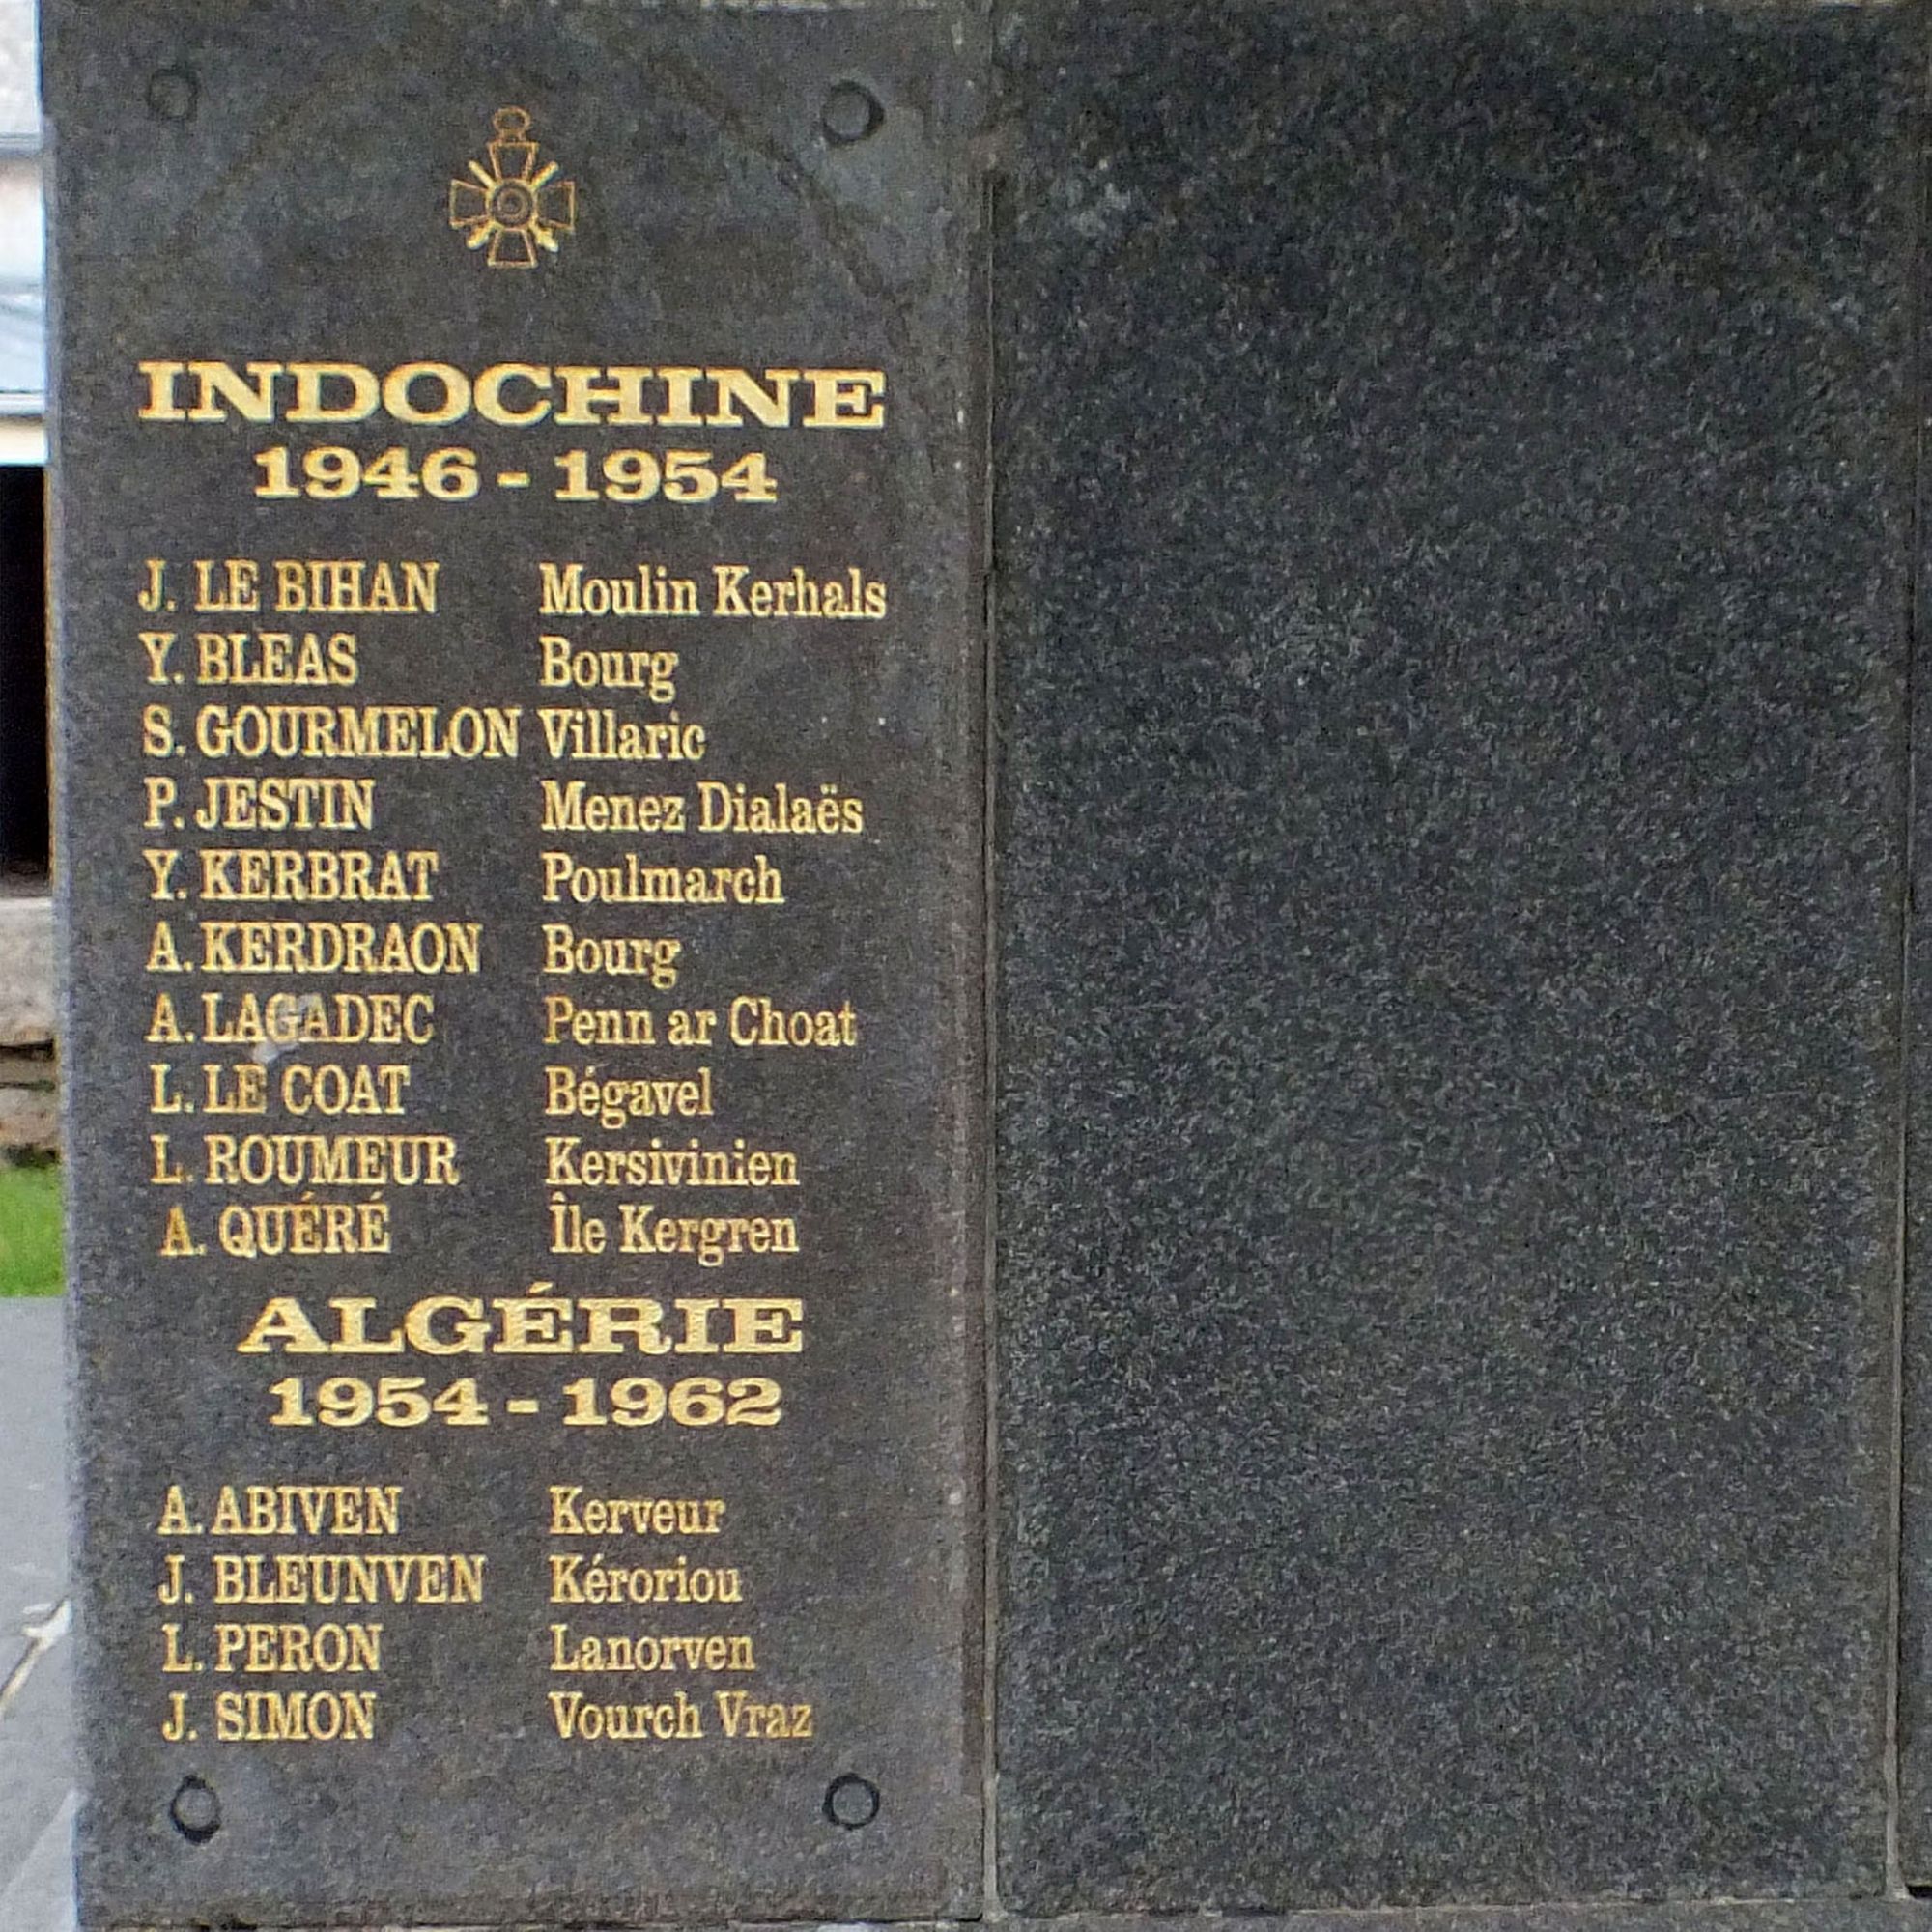 INDOCHINE
1946 - 1954
J. LE BIHAN Moulin Kerhals
Y. BLEAS Bourg
S. GOURMELON Villaric
P. JESTIN Menez Dialaës
Y. KERBRAT Poulmarch
A. KERDRAON Bourg
A. LAGADEC Penn ar Choat
L. LE COAT Bégavel
L. ROUMEUR Kersivinien
A. QUÉRÉ Île Kergren
ALGÉRIE
1954 - 1962
A. ABIVEN Kerveur
J. BLEUNVEN Kéroriou
L. PERON Lanorven
J. SIMON Vourch Vraz